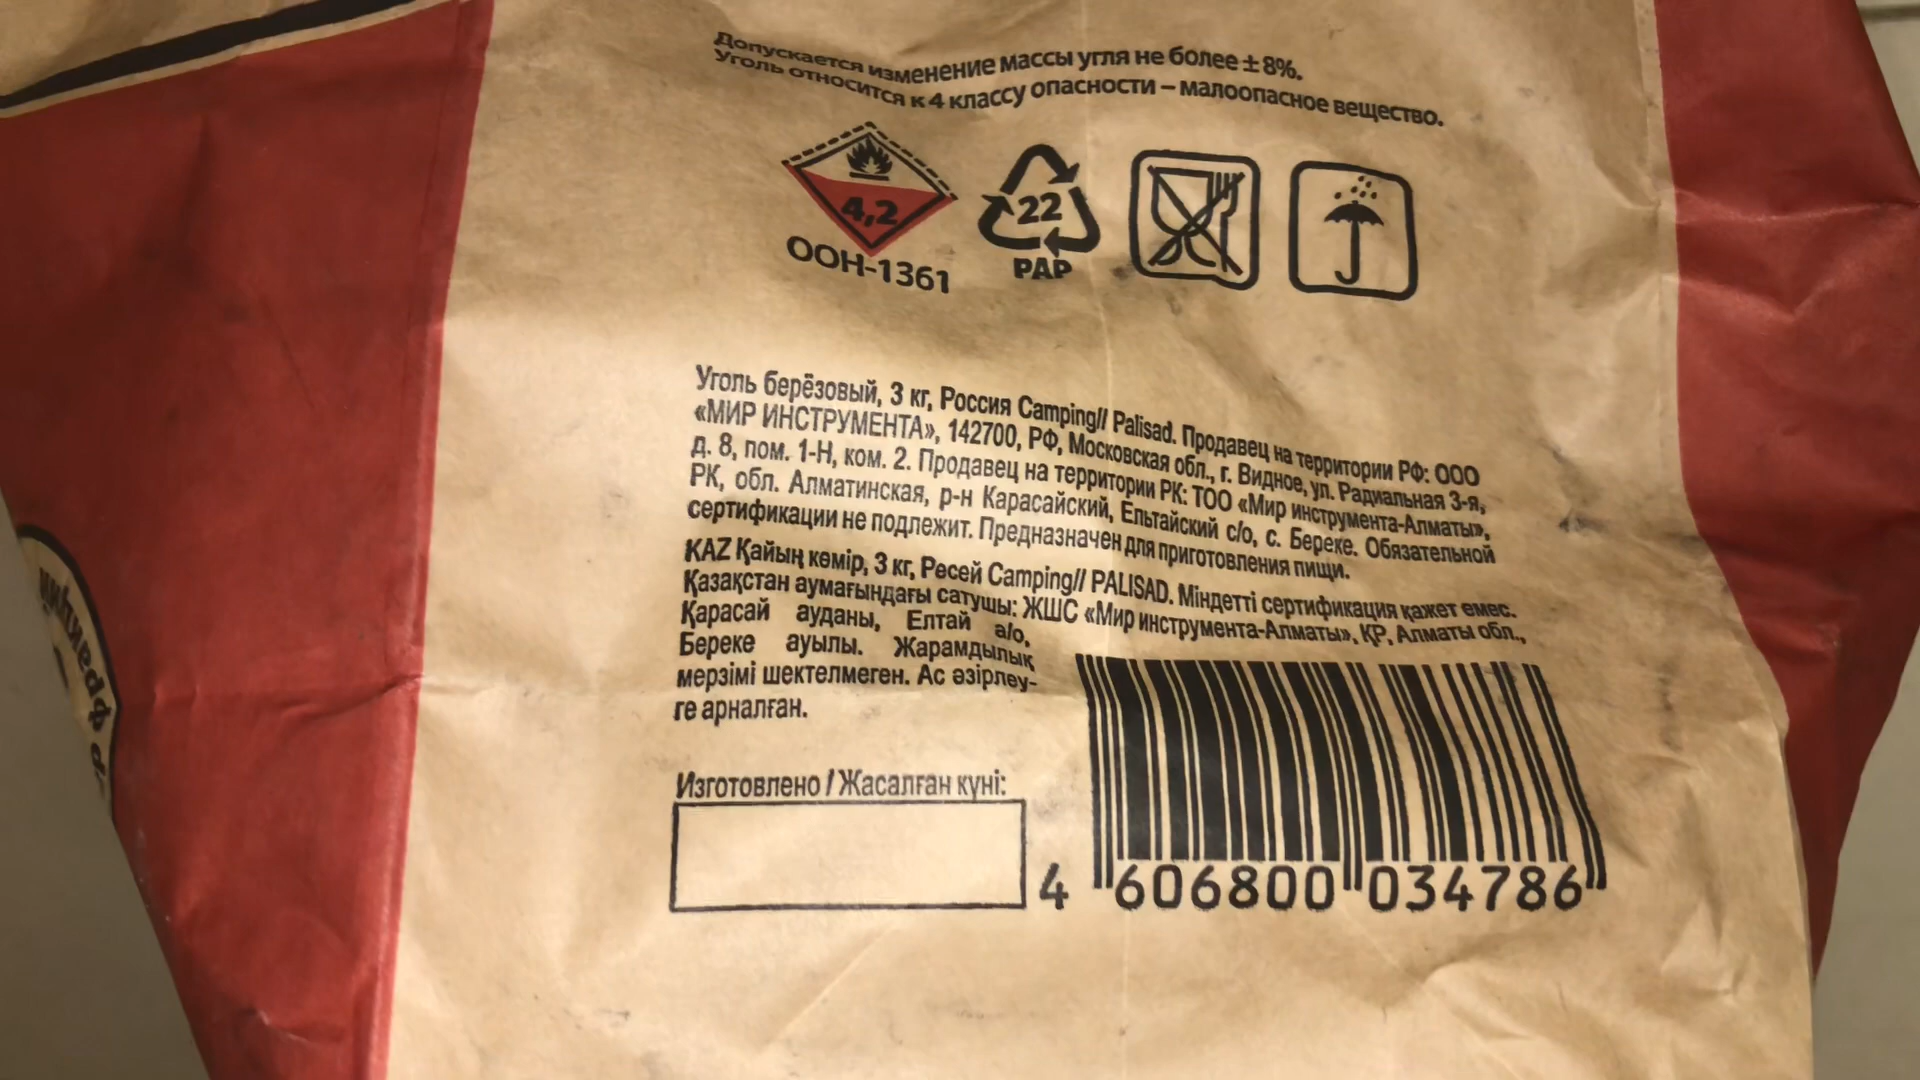 Допускается изменение массы угля не более ± 8%.
Уголь относится к 4 классу опасности – малоопасное вещество.
4,2
ООН-1361
22
PAP
Уголь берёзовый, 3 кг, Россия Camping// Palisad. Продавец на территории РФ: ООО
«МИР ИНСТРУМЕНТА», 142700, РФ, Московская обл., г. Видное, ул. Радиальная 3-я,
д. 8, пом. 1-Н, ком. 2. Продавец на территории РК: ТОО «Мир инструмента-Алматы»,
РК, обл. Алматинская, р-н Карасайский, Ельтайский с/о, с. Береке. Обязательной
сертификации не подлежит. Предназначен для приготовления пищи.
KAZ Қайың көмір, 3 кг, Ресей Camping// PALISAD. Міндетті сертификация қажет емес.
Қазақстан аумағындағы сатушы: ЖШС «Мир инструмента-Алматы», ҚР, Алматы обл.,
Қарасай ауданы, Елтай а/о,
Береке ауылы. Жарамдылық
мерзімі шектелмеген. Ас әзірлеу-
ге арналған.
Изготовлено / Жасалған күні:
4 606800 034786